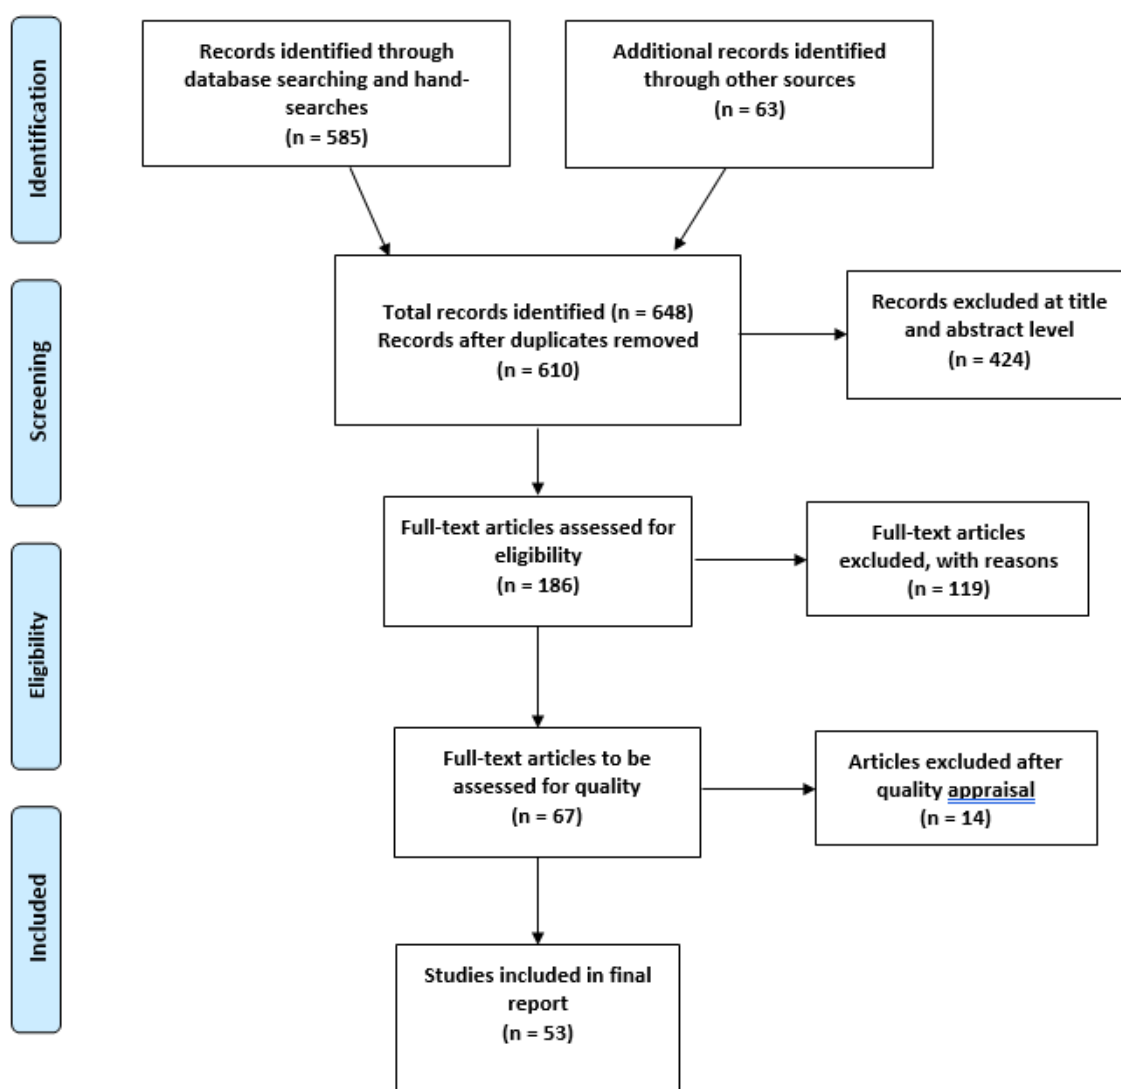 Identification
Records identified through
database searching and hand-
searches
(n = 585)
Additional records identified
through other sources
(n = 63)
Screening
Total records identified (n = 648)
Records after duplicates removed
(n = 610)
Records excluded at title
and abstract level
(n = 424)
Eligibility
Full-text articles assessed for
eligibility
(n = 186)
Full-text articles
excluded, with reasons
(n = 119)
Full-text articles to be
assessed for quality
(n = 67)
Articles excluded after
quality appraisal
(n = 14)
Included
Studies included in final
report
(n = 53)